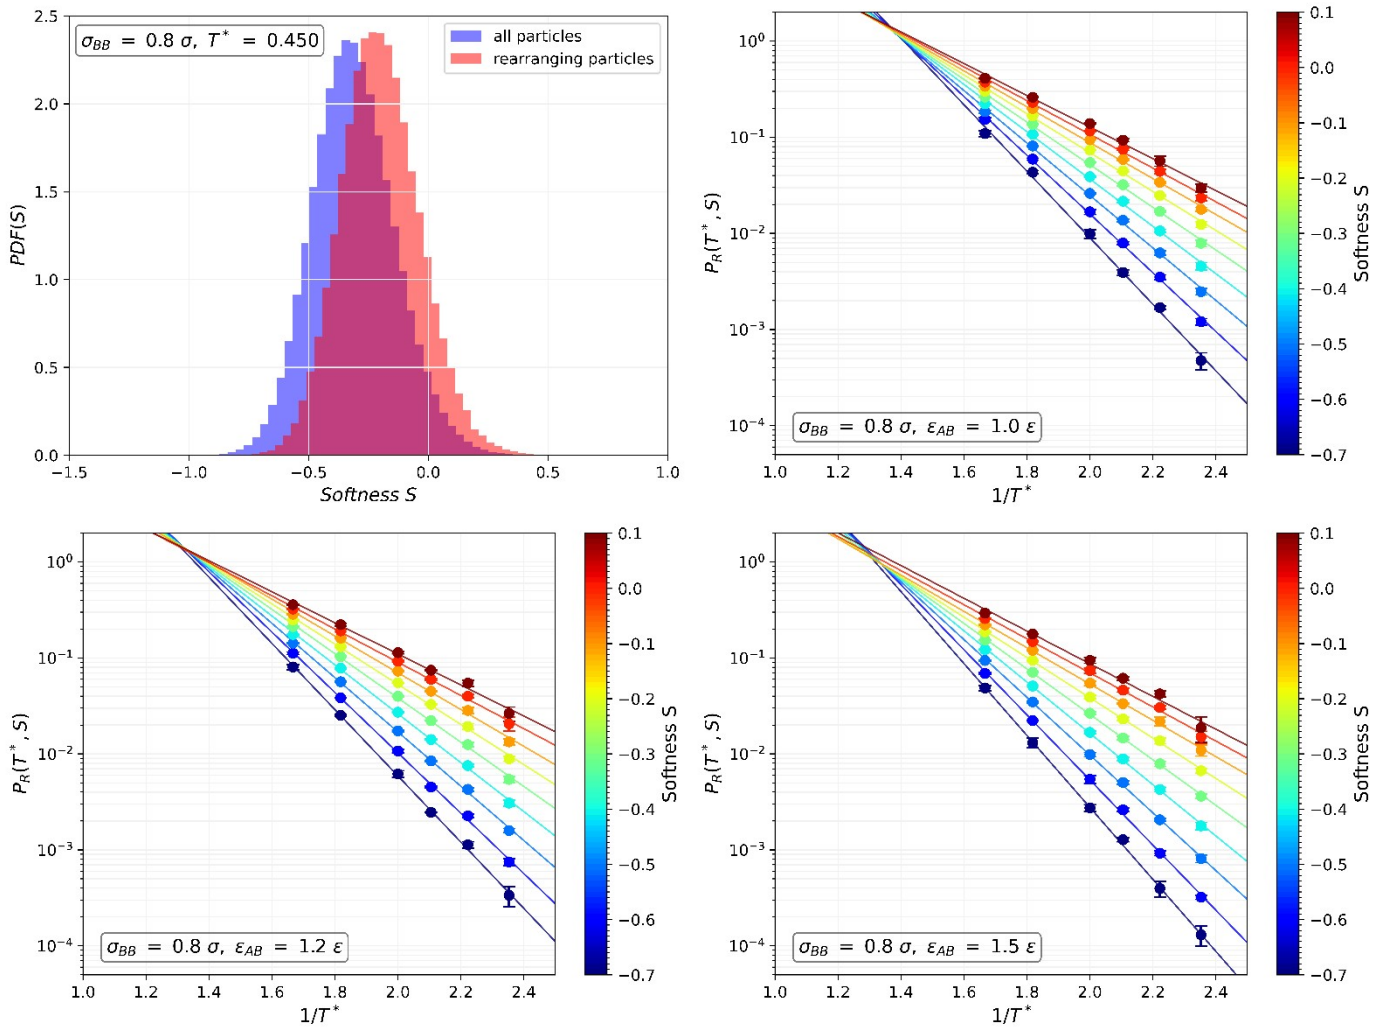 σBB = 0.8 σ, T* = 0.450
all particles
rearranging particles
PDF(S)
2.5
2.0
1.5
1.0
0.5
0.0
−1.5 −1.0 −0.5 0.0 0.5 1.0
Softness S
PR(T*, S)
10⁰
10⁻¹
10⁻²
10⁻³
10⁻⁴
σBB = 0.8 σ, εAB = 1.0 ε
1.0 1.2 1.4 1.6 1.8 2.0 2.2 2.4
1/T*
0.1
0.0
−0.1
−0.2
−0.3
−0.4
−0.5
−0.6
−0.7
Softness S
PR(T*, S)
10⁰
10⁻¹
10⁻²
10⁻³
10⁻⁴
σBB = 0.8 σ, εAB = 1.2 ε
1.0 1.2 1.4 1.6 1.8 2.0 2.2 2.4
1/T*
0.1
0.0
−0.1
−0.2
−0.3
−0.4
−0.5
−0.6
−0.7
Softness S
PR(T*, S)
10⁰
10⁻¹
10⁻²
10⁻³
10⁻⁴
σBB = 0.8 σ, εAB = 1.5 ε
1.0 1.2 1.4 1.6 1.8 2.0 2.2 2.4
1/T*
0.1
0.0
−0.1
−0.2
−0.3
−0.4
−0.5
−0.6
−0.7
Softness S